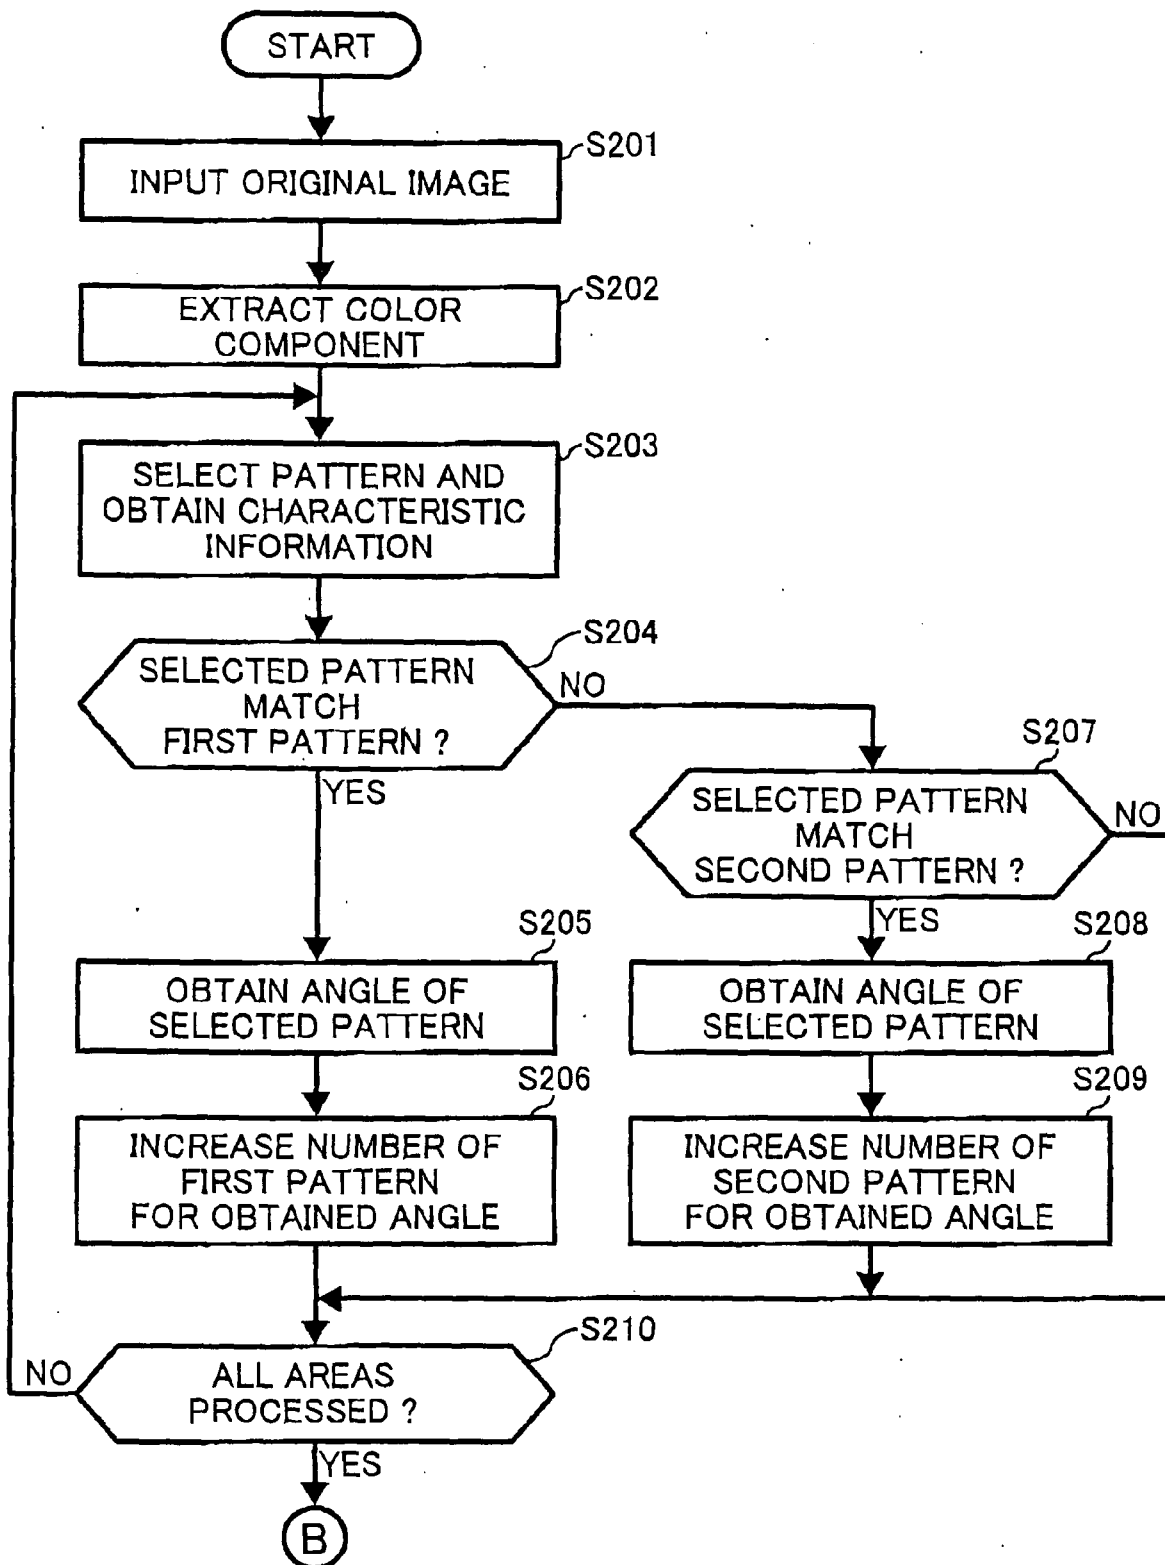 START
S201
INPUT ORIGINAL IMAGE
S202
EXTRACT COLOR
COMPONENT
S203
SELECT PATTERN AND
OBTAIN CHARACTERISTIC
INFORMATION
S204
SELECTED PATTERN
MATCH
FIRST PATTERN ?
NO
YES
S207
SELECTED PATTERN
MATCH
SECOND PATTERN ?
NO
YES
S205
OBTAIN ANGLE OF
SELECTED PATTERN
S208
OBTAIN ANGLE OF
SELECTED PATTERN
S206
INCREASE NUMBER OF
FIRST PATTERN
FOR OBTAINED ANGLE
S209
INCREASE NUMBER OF
SECOND PATTERN
FOR OBTAINED ANGLE
S210
ALL AREAS
PROCESSED ?
NO
YES
B